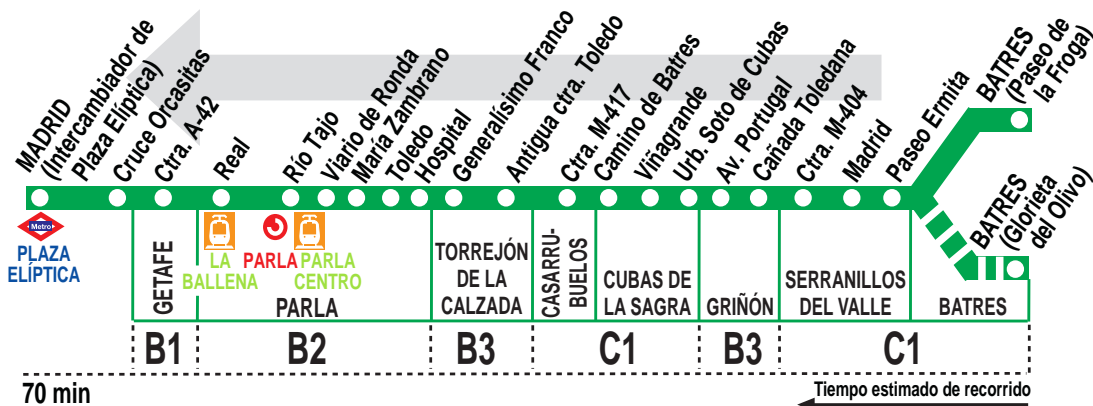 MADRID
(Intercambiador de
Plaza Elíptica)
Cruce Orcasitas
Ctra. A-42
Real
Río Tajo
Viario de Ronda
María Zambrano
Toledo
Hospital
Generalísimo Franco
Antigua ctra. Toledo
Ctra. M-417
Camino de Batres
Viñagrande
Urb. Soto de Cubas
Av. Portugal
Cañada Toledana
Ctra. M-404
Madrid
Paseo Ermita
BATRES
(Paseo de
la Froga)
BATRES
(Glorieta
del Olivo)
Metro
PLAZA
ELÍPTICA
GETAFE
LA
BALLENA
PARLA
PARLA
CENTRO
PARLA
TORREJÓN
DE LA
CALZADA
CASARRU-
BUELOS
CUBAS DE
LA SAGRA
GRIÑÓN
SERRANILLOS
DEL VALLE
BATRES
B1
B2
B3
C1
B3
C1
70 min
Tiempo estimado de recorrido